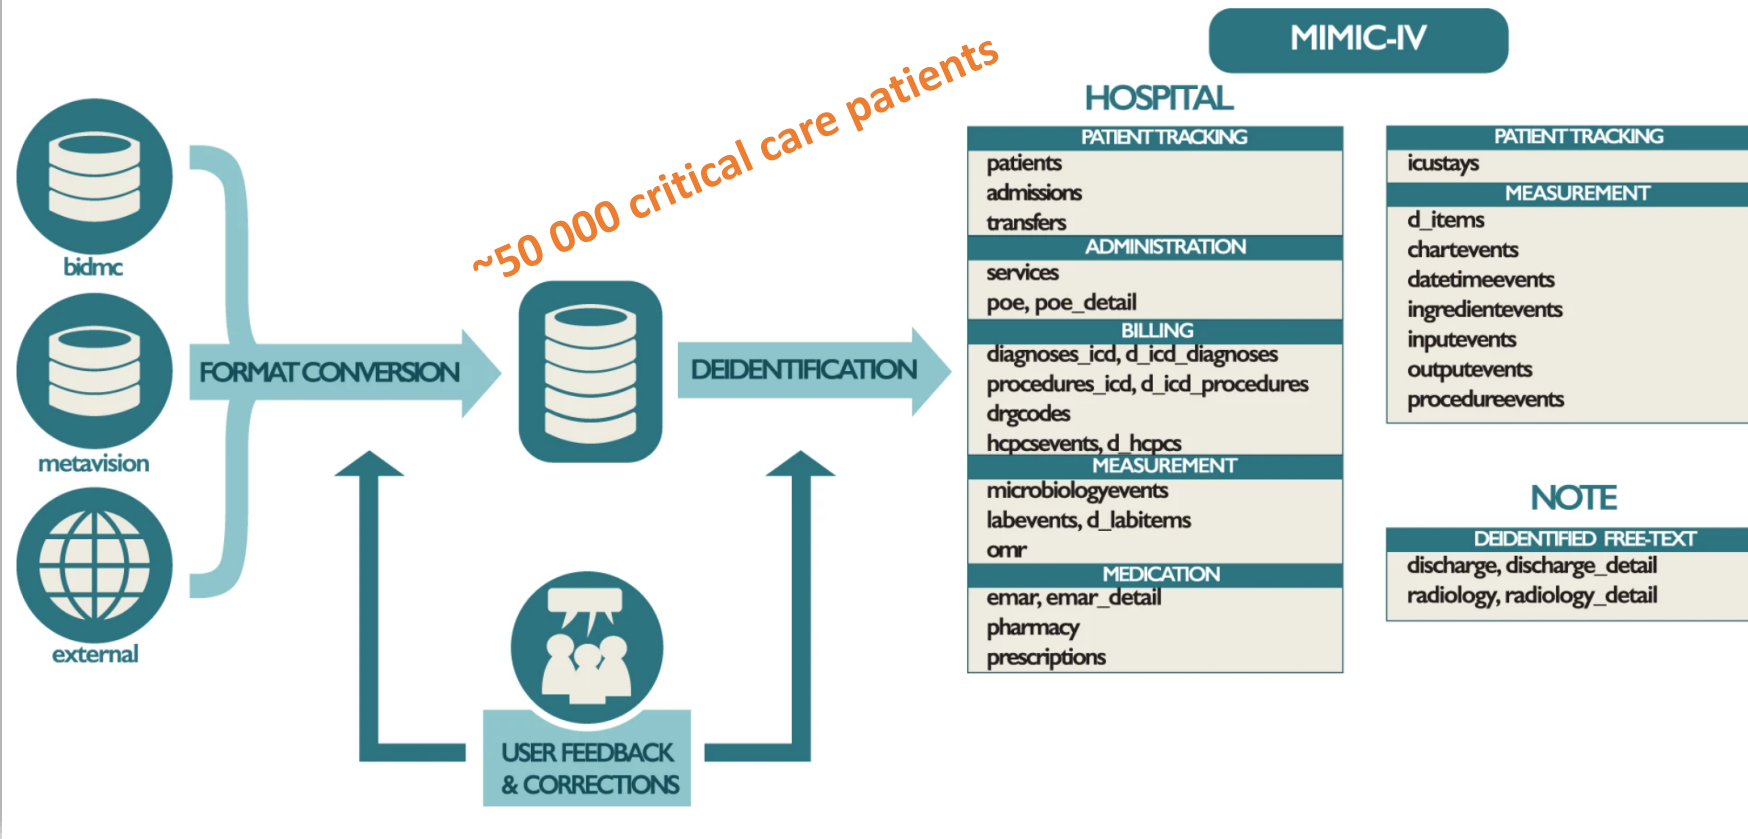 bidmc
metavision
external
FORMAT CONVERSION
~50 000 critical care patients
DEIDENTIFICATION
USER FEEDBACK
& CORRECTIONS
MIMIC-IV
HOSPITAL
PATIENT TRACKING
patients
admissions
transfers
ADMINISTRATION
services
poe, poe_detail
BILLING
diagnoses_icd, d_icd_diagnoses
procedures_icd, d_icd_procedures
drgcodes
hcpcsevents, d_hcpcs
MEASUREMENT
microbiologyevents
labevents, d_labitems
omr
MEDICATION
emar, emar_detail
pharmacy
prescriptions
PATIENT TRACKING
icustays
MEASUREMENT
d_items
chartevents
datetimeevents
ingredientevents
inputevents
outputevents
procedureevents
NOTE
DEIDENTIFIED FREE-TEXT
discharge, discharge_detail
radiology, radiology_detail